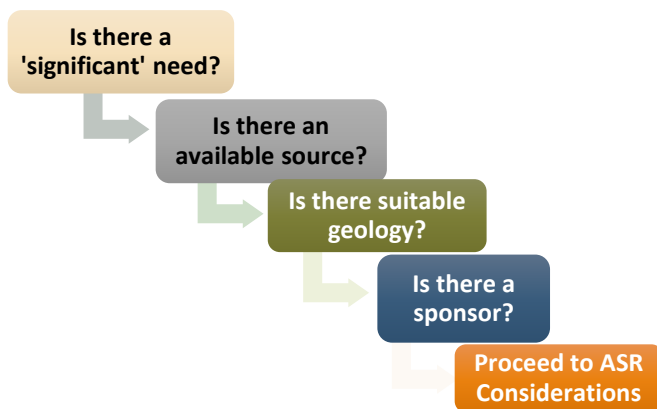 Is there a
'significant' need?
Is there an
available source?
Is there suitable
geology?
Is there a
sponsor?
Proceed to ASR
Considerations